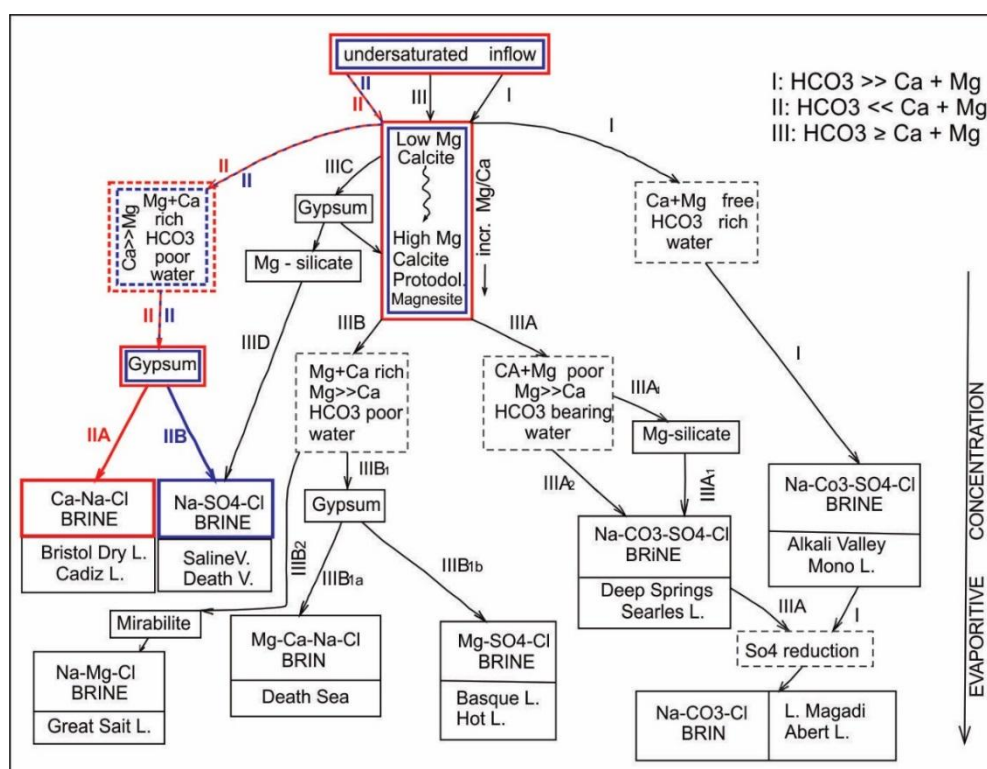 undersaturated inflow
I: HCO3 >> Ca + Mg
II: HCO3 << Ca + Mg
III: HCO3 ≥ Ca + Mg
II
II
III
I
Low Mg
Calcite
High Mg
Calcite
Protodol.
Magnesite
incr. Mg/Ca
II
II
Ca>>Mg
Mg+Ca
rich
HCO3
poor
water
IIIC
Gypsum
Mg - silicate
I
Ca+Mg free
HCO3 rich
water
II
II
Gypsum
IIID
IIIB
IIIA
Mg+Ca rich
Mg>>Ca
HCO3 poor
water
CA+Mg poor
Mg>>Ca
HCO3 bearing
water
IIIA1
Mg-silicate
I
IIA
IIB
IIIB1
Gypsum
IIIA2
IIIA1
Ca-Na-Cl
BRINE
Bristol Dry L.
Cadiz L.
Na-SO4-Cl
BRINE
SalineV.
Death V.
IIIB2
IIIB1a
IIIB1b
Na-CO3-SO4-Cl
BRiNE
Deep Springs
Searles L.
Na-Co3-SO4-Cl
BRINE
Alkali Valley
Mono L.
Mirabilite
Na-Mg-Cl
BRINE
Great Sait L.
Mg-Ca-Na-Cl
BRIN
Death Sea
Mg-SO4-Cl
BRINE
Basque L.
Hot L.
IIIA
I
So4 reduction
Na-CO3-Cl
BRIN
L. Magadi
Abert L.
EVAPORITIVE CONCENTRATION